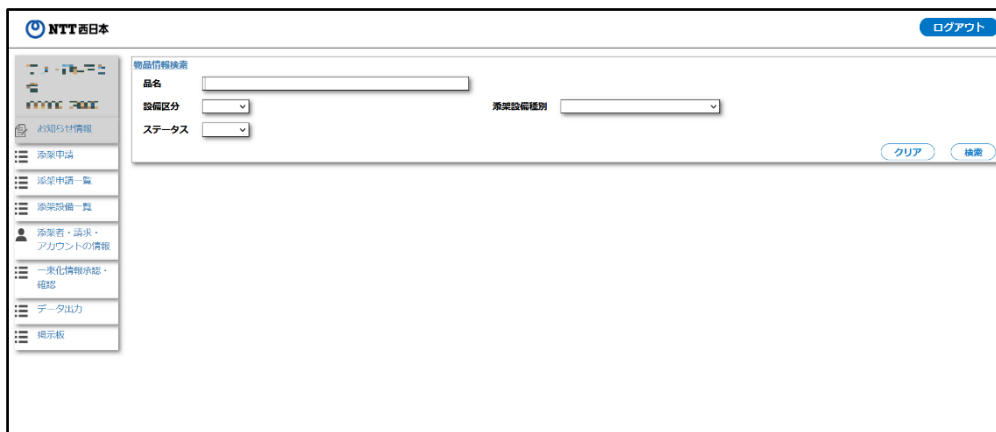 NTT西日本
ログアウト
物品情報検索
品名
設備区分
添架設備種別
ステータス
クリア
検索
お知らせ情報
添架申請
添架申請一覧
添架設備一覧
添架者・請求・
アカウントの情報
一束化情報承認・
確認
データ出力
掲示板